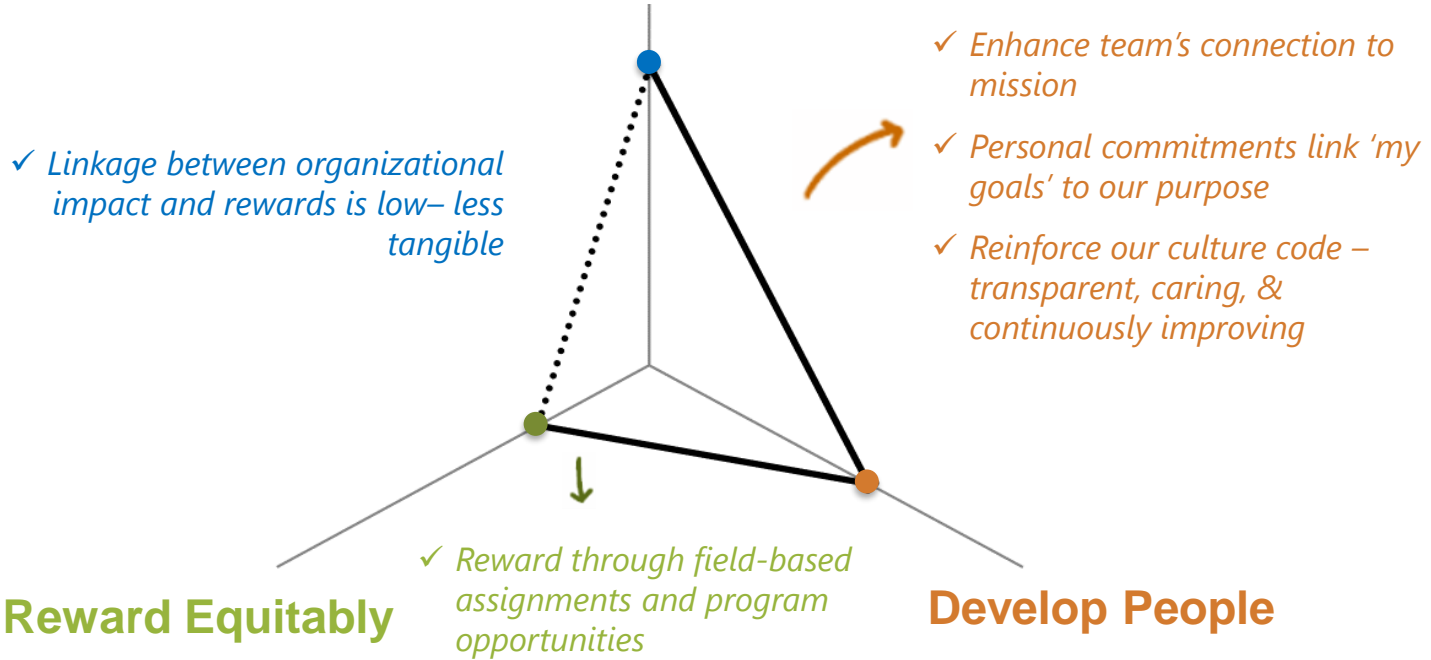 ✓ Linkage between organizational
impact and rewards is low– less
tangible
✓ Enhance team’s connection to
mission
✓ Personal commitments link ‘my
goals’ to our purpose
✓ Reinforce our culture code –
transparent, caring, &
continuously improving
✓ Reward through field-based
assignments and program
opportunities
Reward Equitably
Develop People